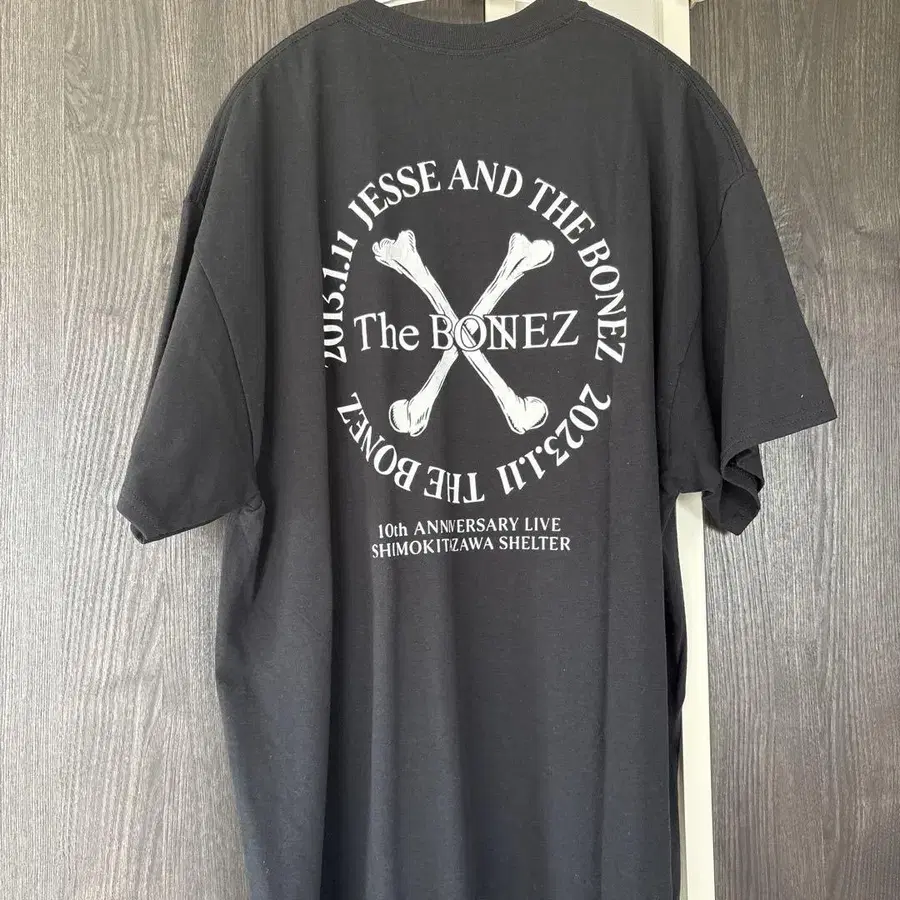 2013.1.11 JESSE AND THE BONEZ
The BONEZ
2023.1.11 THE BONEZ
10th ANNIVERSARY LIVE
SHIMOKITAZAWA SHELTER